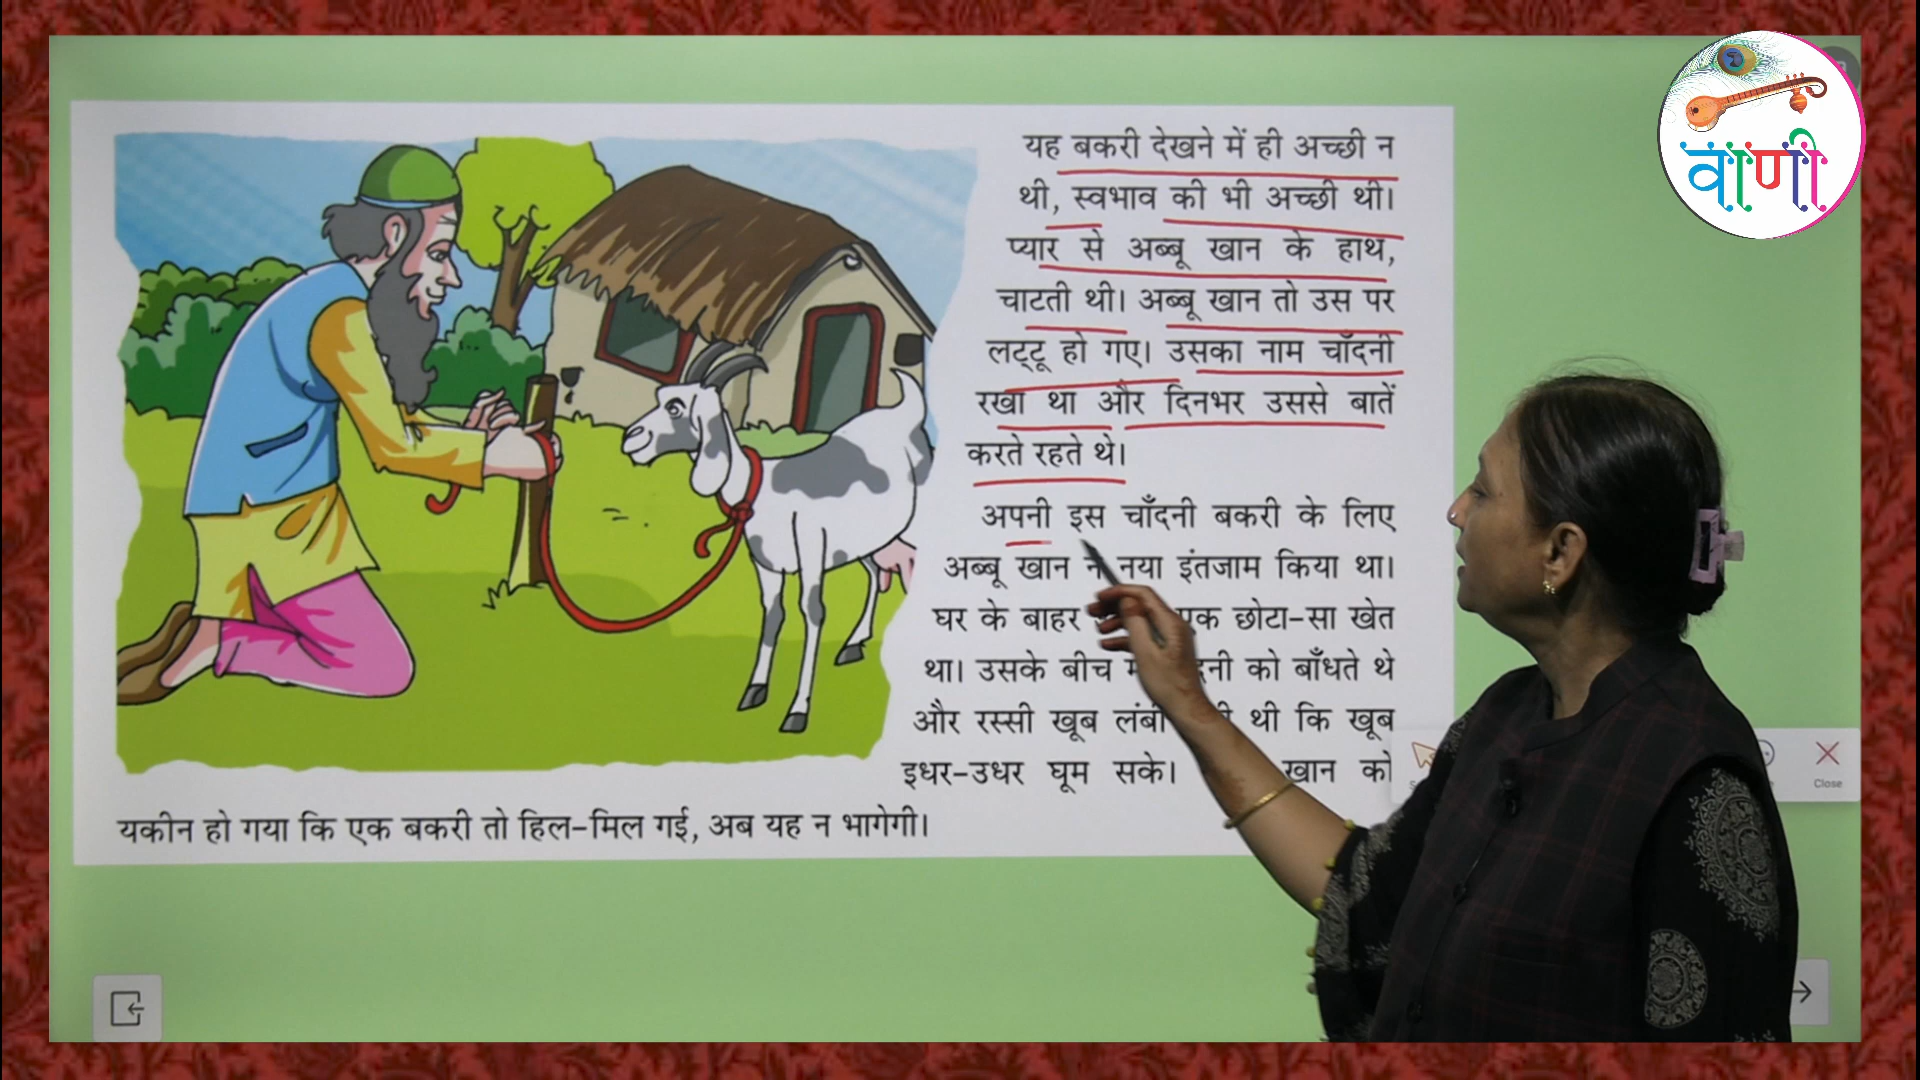 यह बकरी देखने में ही अच्छी न
थी, स्वभाव की भी अच्छी थी।
प्यार से अब्बू खान के हाथ,
चाटती थी। अब्बू खान तो उस पर
लट्टू हो गए। उसका नाम चाँदनी
रखा था और दिनभर उससे बातें
करते रहते थे।
अपनी इस चाँदनी बकरी के लिए
अब्बू खान ने नया इंतजाम किया था।
घर के बाहर एक छोटा-सा खेत
था। उसके बीच को बाँधते थे
और रस्सी खूब लंबी थी कि खूब
इधर-उधर घूम सके। खान को
यकीन हो गया कि एक बकरी तो हिल-मिल गई, अब यह न भागेगी।
वाणी
Close